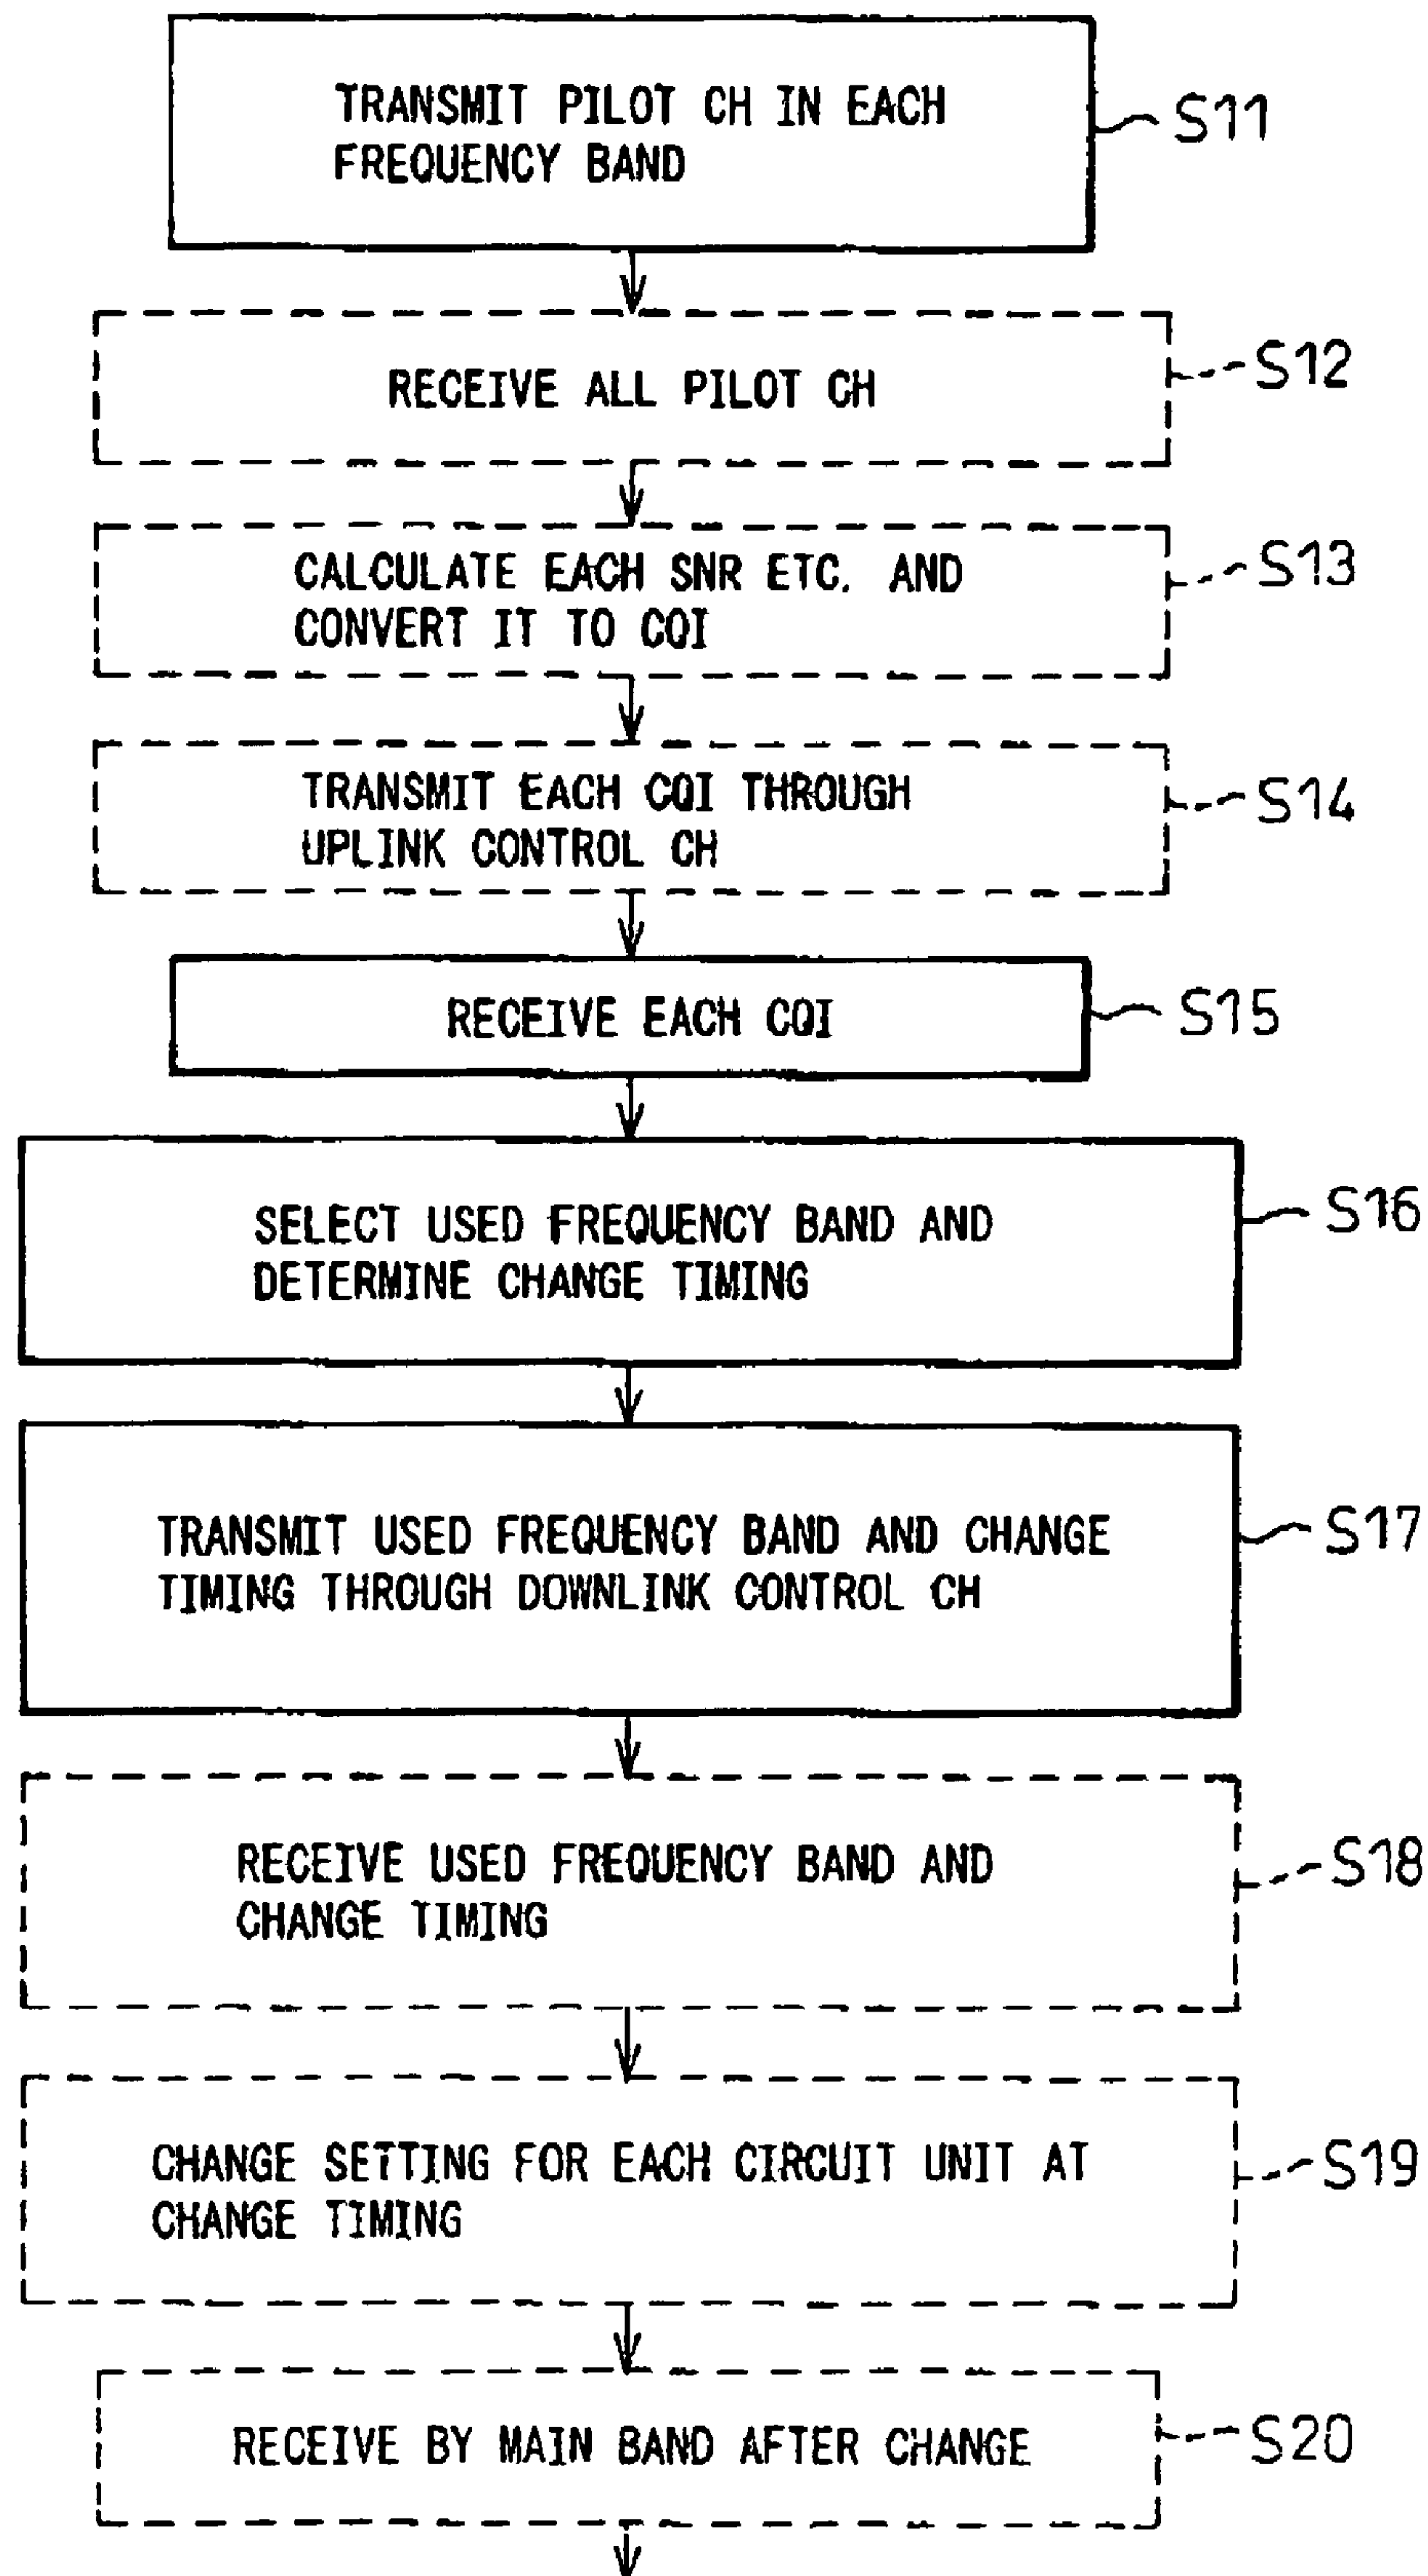 TRANSMIT PILOT CH IN EACH
FREQUENCY BAND
S11
RECEIVE ALL PILOT CH
S12
CALCULATE EACH SNR ETC. AND
CONVERT IT TO CQI
S13
TRANSMIT EACH CQI THROUGH
UPLINK CONTROL CH
S14
RECEIVE EACH CQI
S15
SELECT USED FREQUENCY BAND AND
DETERMINE CHANGE TIMING
S16
TRANSMIT USED FREQUENCY BAND AND CHANGE
TIMING THROUGH DOWNLINK CONTROL CH
S17
RECEIVE USED FREQUENCY BAND AND
CHANGE TIMING
S18
CHANGE SETTING FOR EACH CIRCUIT UNIT AT
CHANGE TIMING
S19
RECEIVE BY MAIN BAND AFTER CHANGE
S20